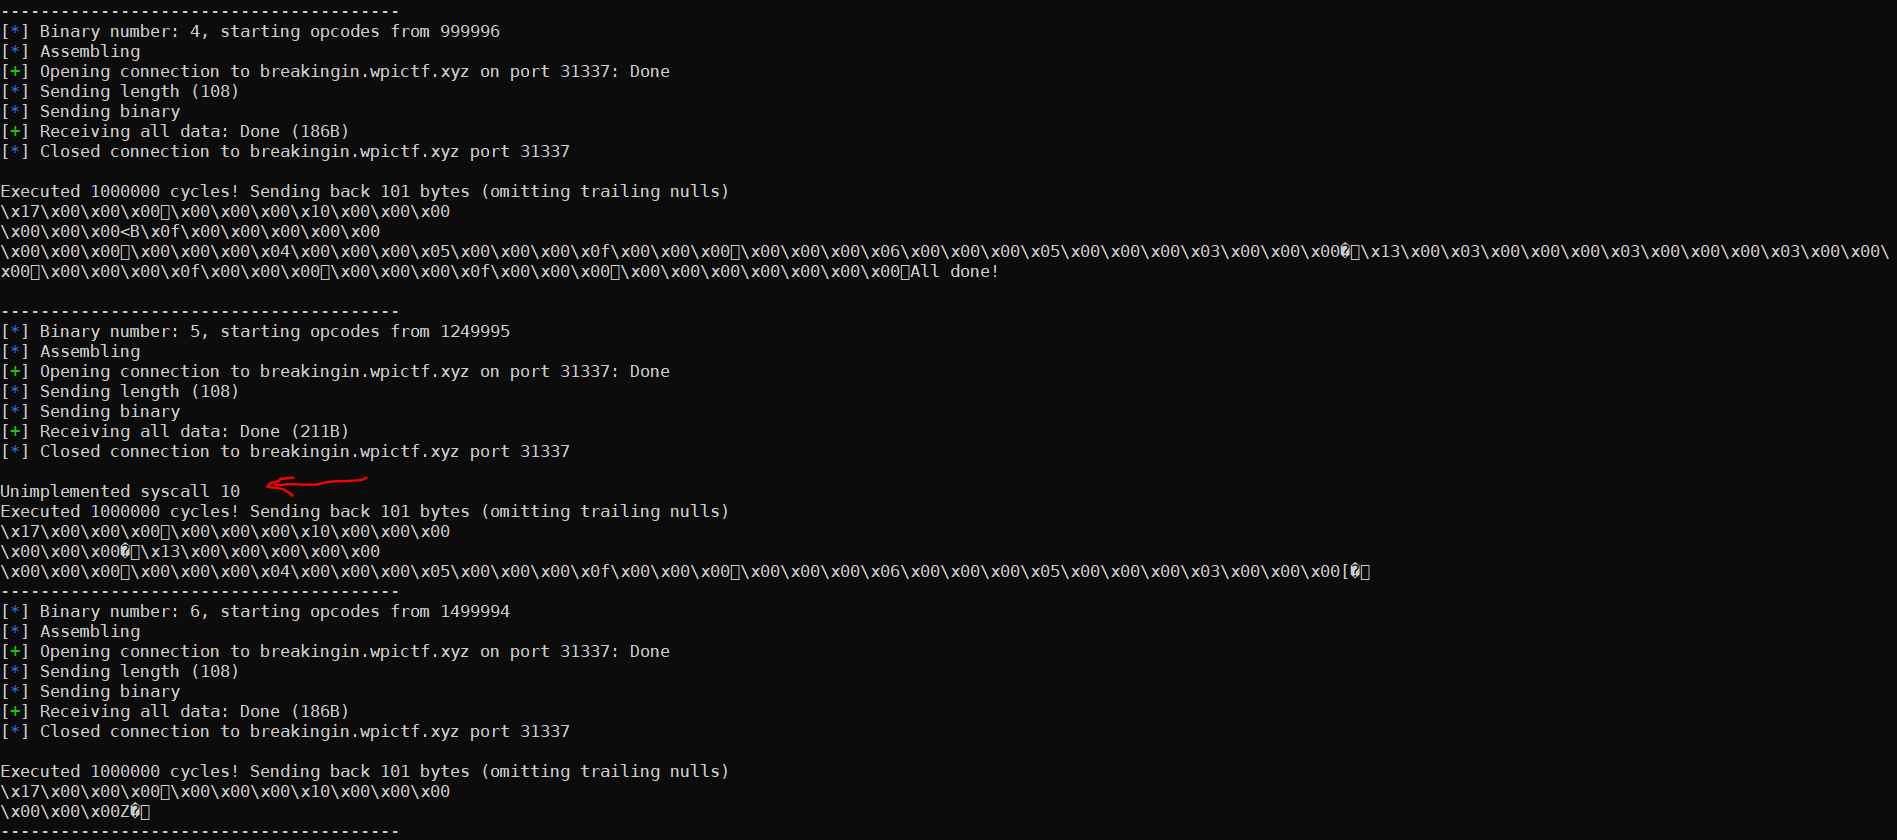 ----------------------------------------
[*] Binary number: 4, starting opcodes from 999996
[*] Assembling
[+] Opening connection to breakingin.wpictf.xyz on port 31337: Done
[*] Sending length (108)
[*] Sending binary
[+] Receiving all data: Done (186B)
[*] Closed connection to breakingin.wpictf.xyz port 31337
Executed 1000000 cycles! Sending back 101 bytes (omitting trailing nulls)
\x17\x00\x00\x00▯\x00\x00\x00\x10\x00\x00\x00
\x00\x00\x00<B\x0f\x00\x00\x00\x00\x00
\x00\x00\x00▯\x00\x00\x00\x04\x00\x00\x00\x05\x00\x00\x00\x0f\x00\x00\x00▯\x00\x00\x00\x06\x00\x00\x00\x05\x00\x00\x00\x03\x00\x00\x00�▯\x13\x00\x03\x00\x00\x00\x03\x00\x00\x00\x03\x00\x00\
x00▯\x00\x00\x00\x0f\x00\x00\x00▯\x00\x00\x00\x0f\x00\x00\x00▯\x00\x00\x00\x00\x00\x00\x00▯All done!
----------------------------------------
[*] Binary number: 5, starting opcodes from 1249995
[*] Assembling
[+] Opening connection to breakingin.wpictf.xyz on port 31337: Done
[*] Sending length (108)
[*] Sending binary
[+] Receiving all data: Done (211B)
[*] Closed connection to breakingin.wpictf.xyz port 31337
Unimplemented syscall 10
Executed 1000000 cycles! Sending back 101 bytes (omitting trailing nulls)
\x17\x00\x00\x00▯\x00\x00\x00\x10\x00\x00\x00
\x00\x00\x00�▯\x13\x00\x00\x00\x00\x00
\x00\x00\x00▯\x00\x00\x00\x04\x00\x00\x00\x05\x00\x00\x00\x0f\x00\x00\x00▯\x00\x00\x00\x06\x00\x00\x00\x05\x00\x00\x00\x03\x00\x00\x00[�▯
----------------------------------------
[*] Binary number: 6, starting opcodes from 1499994
[*] Assembling
[+] Opening connection to breakingin.wpictf.xyz on port 31337: Done
[*] Sending length (108)
[*] Sending binary
[+] Receiving all data: Done (186B)
[*] Closed connection to breakingin.wpictf.xyz port 31337
Executed 1000000 cycles! Sending back 101 bytes (omitting trailing nulls)
\x17\x00\x00\x00▯\x00\x00\x00\x10\x00\x00\x00
\x00\x00\x00Z�▯
----------------------------------------